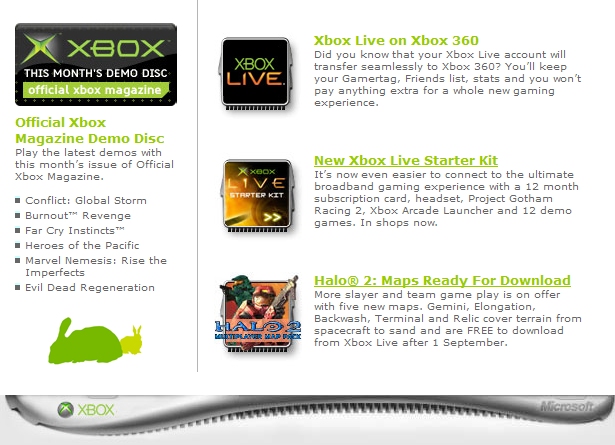 XBOX
THIS MONTH'S DEMO DISC
official xbox magazine
Official Xbox
Magazine Demo Disc
Play the latest demos with
this month's issue of Official
Xbox Magazine.
Conflict: Global Storm
Burnout™ Revenge
Far Cry Instincts™
Heroes of the Pacific
Marvel Nemesis: Rise the
Imperfects
Evil Dead Regeneration
XBOX
LIVE
Xbox Live on Xbox 360
Did you know that your Xbox Live account will
transfer seamlessly to Xbox 360? You'll keep
your Gamertag, Friends list, stats and you won't
pay anything extra for a whole new gaming
experience.
XBOX
LIVE
STARTER KIT
>>
New Xbox Live Starter Kit
It's now even easier to connect to the ultimate
broadband gaming experience with a 12 month
subscription card, headset, Project Gotham
Racing 2, Xbox Arcade Launcher and 12 demo
games. In shops now.
HALO 2
MULTIPLAYER MAP PACK
Halo® 2: Maps Ready For Download
More slayer and team game play is on offer
with five new maps. Gemini, Elongation,
Backwash, Terminal and Relic cover terrain from
spacecraft to sand and are FREE to download
from Xbox Live after 1 September.
XBOX
Microsoft